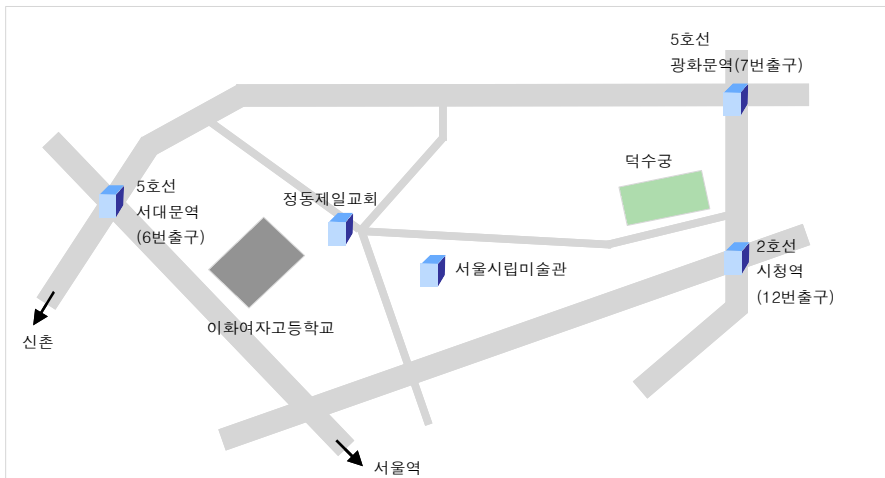 5호선
광화문역(7번출구)
덕수궁
5호선
서대문역
(6번출구)
정동제일교회
2호선
시청역
(12번출구)
서울시립미술관
이화여자고등학교
신촌
서울역